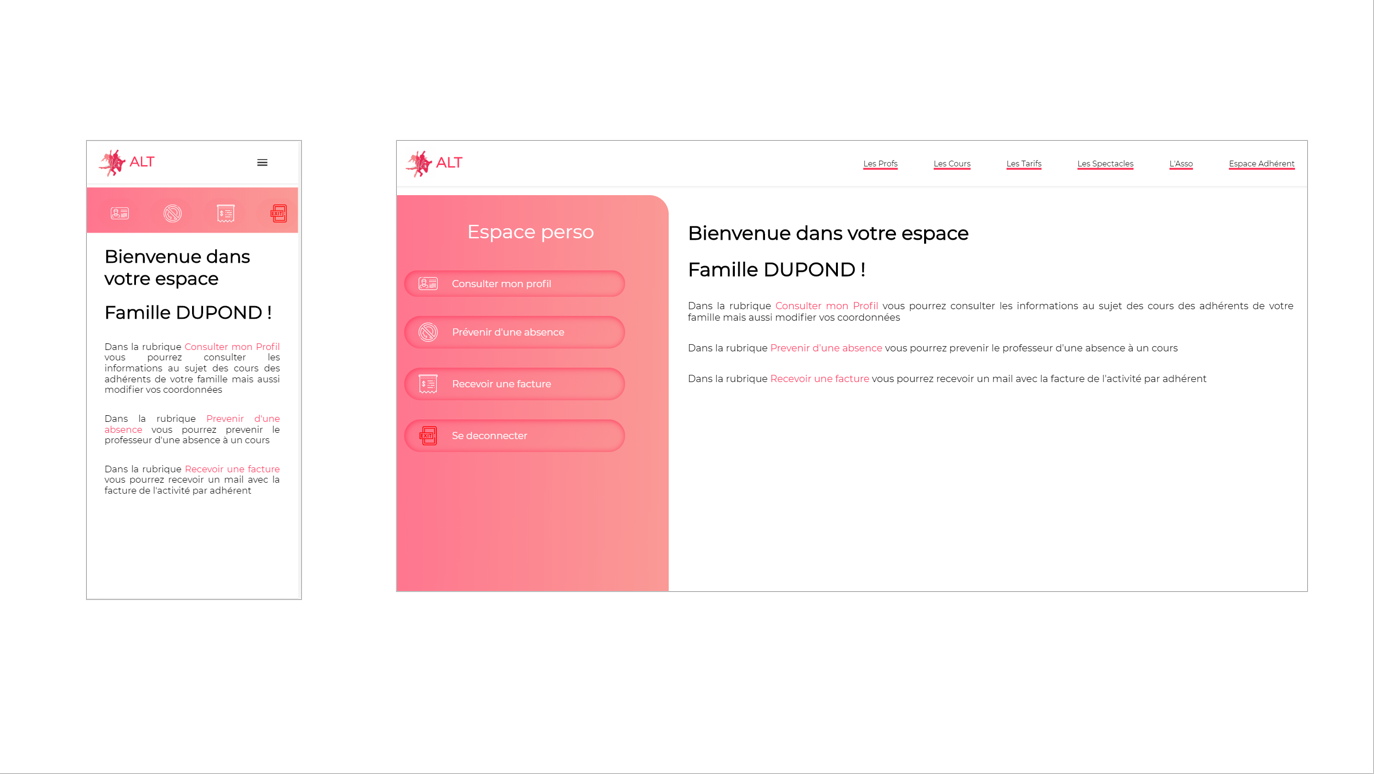 ALT
Bienvenue dans
votre espace
Famille DUPOND !
Dans la rubrique Consulter mon Profil
vous pourrez consulter les
informations au sujet des cours des
adhérents de votre famille mais aussi
modifier vos coordonnées
Dans la rubrique Prevenir d'une
absence vous pourrez prevenir le
professeur d'une absence à un cours
Dans la rubrique Recevoir une facture
vous pourrez recevoir un mail avec la
facture de l'activité par adhérent
ALT
Les Profs Les Cours Les Tarifs Les Spectacles L'Asso Espace Adhérent
Espace perso
Consulter mon profil
Prévenir d'une absence
Recevoir une facture
EXIT
Se deconnecter
Bienvenue dans votre espace
Famille DUPOND !
Dans la rubrique Consulter mon Profil vous pourrez consulter les informations au sujet des cours des adhérents de votre
famille mais aussi modifier vos coordonnées
Dans la rubrique Prevenir d'une absence vous pourrez prevenir le professeur d'une absence à un cours
Dans la rubrique Recevoir une facture vous pourrez recevoir un mail avec la facture de l'activité par adhérent